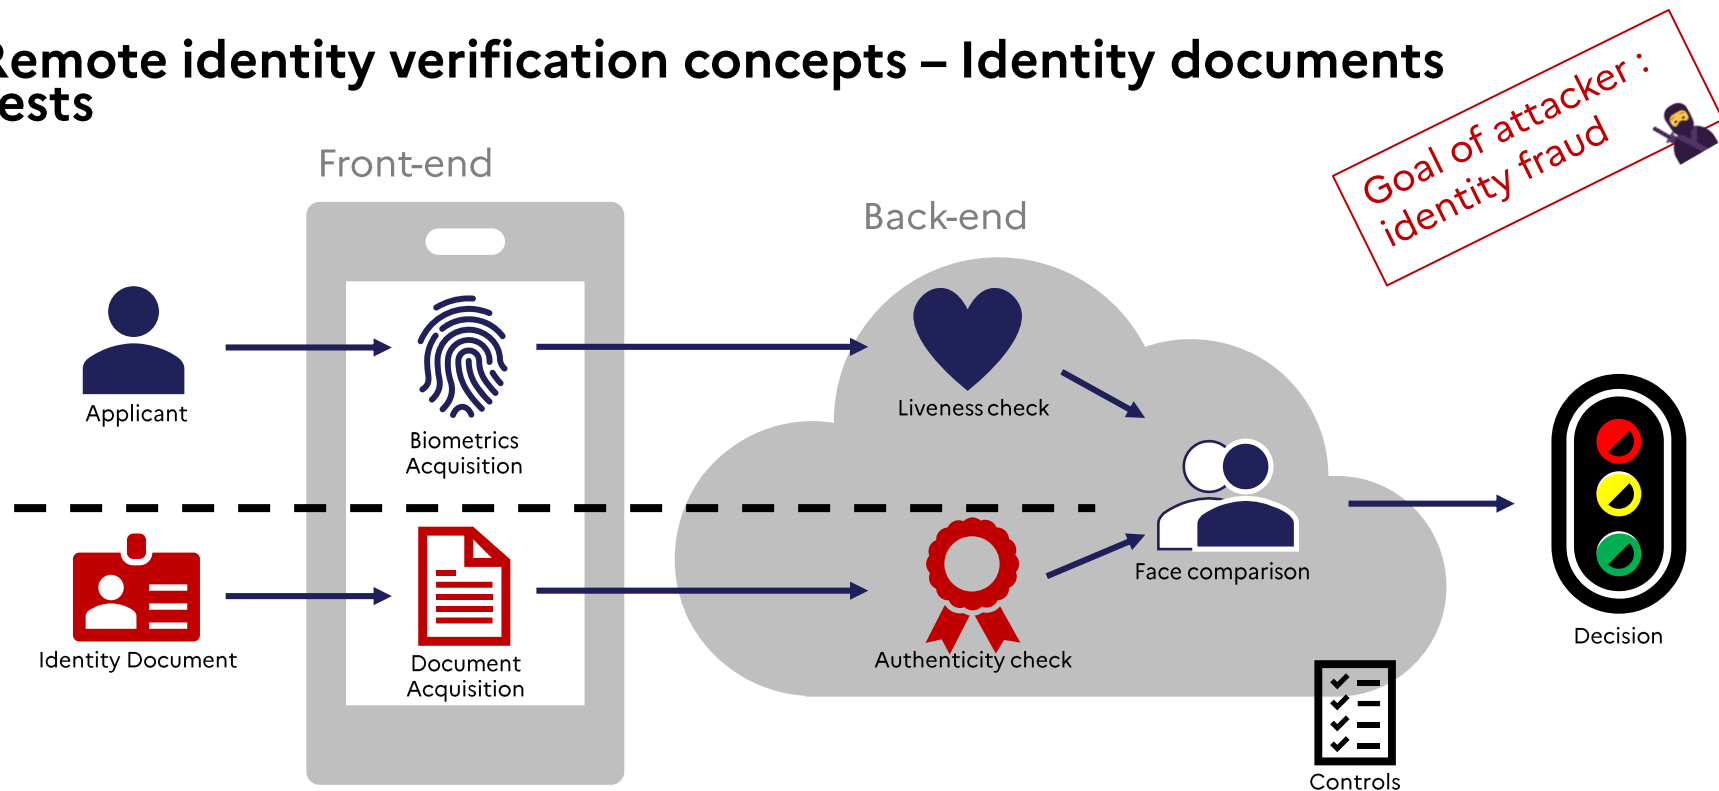 Remote identity verification concepts – Identity documents
ests
Goal of attacker :
identity fraud
Front-end
Back-end
Applicant
Biometrics
Acquisition
Liveness check
Face comparison
Identity Document
Document
Acquisition
Authenticity check
Decision
Controls